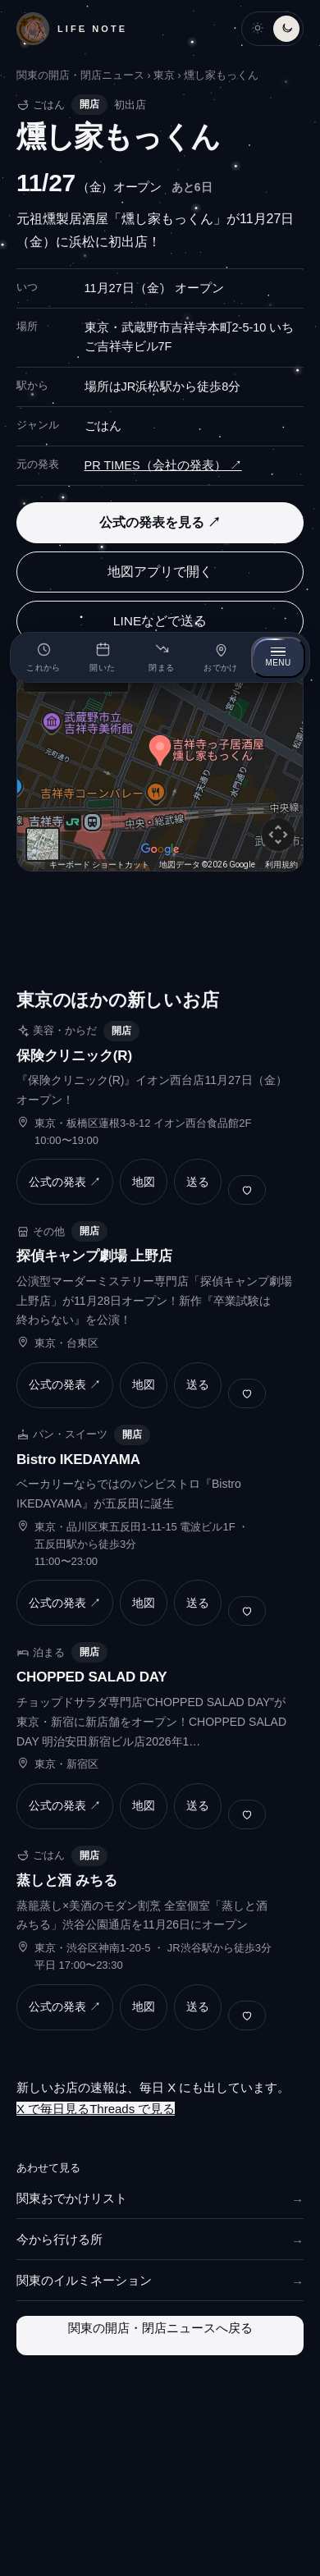 LIFE NOTE
関東の開店・閉店ニュース › 東京 › 燻し家もっくん
ごはん 開店 初出店
燻し家もっくん
11/27（金）オープン あと6日
元祖燻製居酒屋「燻し家もっくん」が11月27日
（金）に浜松に初出店！
いつ 11月27日（金） オープン
場所 東京・武蔵野市吉祥寺本町2-5-10 いち
ご吉祥寺ビル7F
駅から 場所はJR浜松駅から徒歩8分
ジャンル ごはん
元の発表 PR TIMES（会社の発表） ↗
公式の発表を見る ↗
地図アプリで開く
LINEなどで送る
これから 開いた 閉まる おでかけ MENU
宮本小
武蔵野市立
吉祥寺美術館
元町通り
吉祥寺っ子居酒屋
燻し家もっくん
吉祥寺コーンバレー
弁天通り
水門通り
中央線
吉祥寺 JR
中央・総武線
Google
キーボード ショートカット 地図データ ©2026 Google 利用規約
東京のほかの新しいお店
美容・からだ 開店
保険クリニック(R)
『保険クリニック(R)』イオン西台店11月27日（金）
オープン！
東京・板橋区蓮根3-8-12 イオン西台食品館2F
10:00〜19:00
公式の発表 ↗ 地図 送る
その他 開店
探偵キャンプ劇場 上野店
公演型マーダーミステリー専門店「探偵キャンプ劇場
上野店」が11月28日オープン！新作『卒業試験は
終わらない』を公演！
東京・台東区
公式の発表 ↗ 地図 送る
パン・スイーツ 開店
Bistro IKEDAYAMA
ベーカリーならではのパンビストロ『Bistro
IKEDAYAMA』が五反田に誕生
東京・品川区東五反田1-11-15 電波ビル1F ・
五反田駅から徒歩3分
11:00〜23:00
公式の発表 ↗ 地図 送る
泊まる 開店
CHOPPED SALAD DAY
チョップドサラダ専門店“CHOPPED SALAD DAY”が
東京・新宿に新店舗をオープン！CHOPPED SALAD
DAY 明治安田新宿ビル店2026年1…
東京・新宿区
公式の発表 ↗ 地図 送る
ごはん 開店
蒸しと酒 みちる
蒸籠蒸し×美酒のモダン割烹 全室個室「蒸しと酒
みちる」渋谷公園通店を11月26日にオープン
東京・渋谷区神南1-20-5 ・ JR渋谷駅から徒歩3分
平日 17:00〜23:30
公式の発表 ↗ 地図 送る
新しいお店の速報は、毎日 X にも出しています。
X で毎日見るThreads で見る
あわせて見る
関東おでかけリスト →
今から行ける所 →
関東のイルミネーション →
関東の開店・閉店ニュースへ戻る